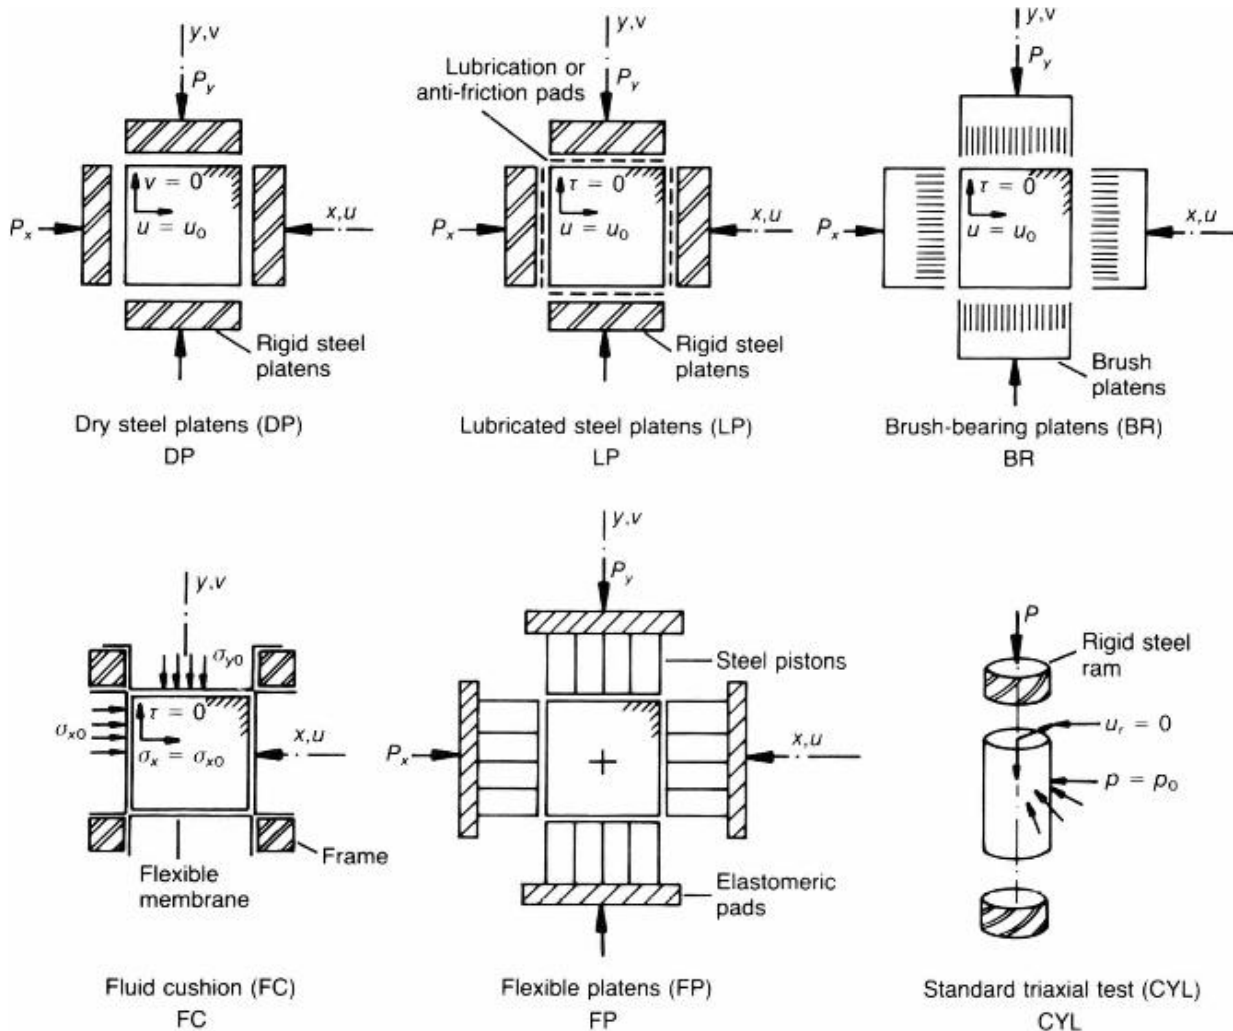 y,v
P_y
v = 0
u = u_0
P_x
x,u
Rigid steel
platens
Dry steel platens (DP)
DP
y,v
Lubrication or
anti-friction pads
P_y
τ = 0
u = u_0
P_x
x,u
Rigid steel
platens
Lubricated steel platens (LP)
LP
y,v
P_y
τ = 0
u = u_0
P_x
x,u
Brush
platens
Brush-bearing platens (BR)
BR
y,v
σ_y0
τ = 0
σ_x0
σ_x = σ_x0
x,u
Frame
Flexible
membrane
Fluid cushion (FC)
FC
y,v
P_y
Steel pistons
P_x
x,u
Elastomeric
pads
Flexible platens (FP)
FP
P
Rigid steel
ram
u_r = 0
p = p_0
Standard triaxial test (CYL)
CYL